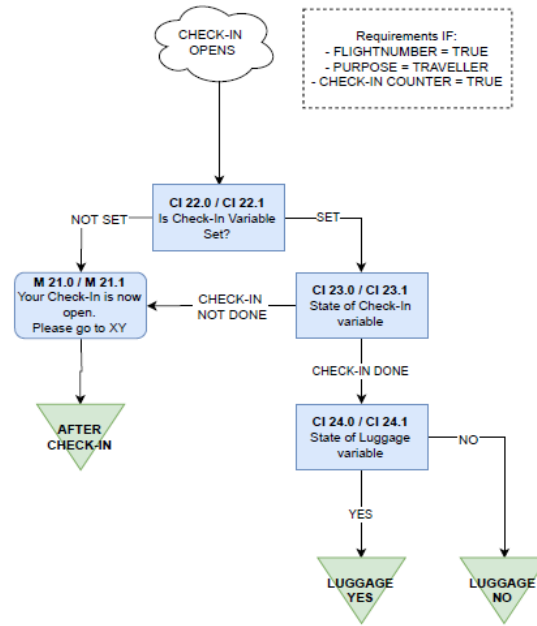 CHECK-IN
OPENS
Requirements IF:
- FLIGHTNUMBER = TRUE
- PURPOSE = TRAVELLER
- CHECK-IN COUNTER = TRUE
CI 22.0 / CI 22.1
Is Check-In Variable
Set?
NOT SET
SET
M 21.0 / M 21.1
Your Check-In is now
open.
Please go to XY
CHECK-IN
NOT DONE
CI 23.0 / CI 23.1
State of Check-In
variable
CHECK-IN DONE
AFTER
CHECK-IN
CI 24.0 / CI 24.1
State of Luggage
variable
NO
YES
LUGGAGE
YES
LUGGAGE
NO